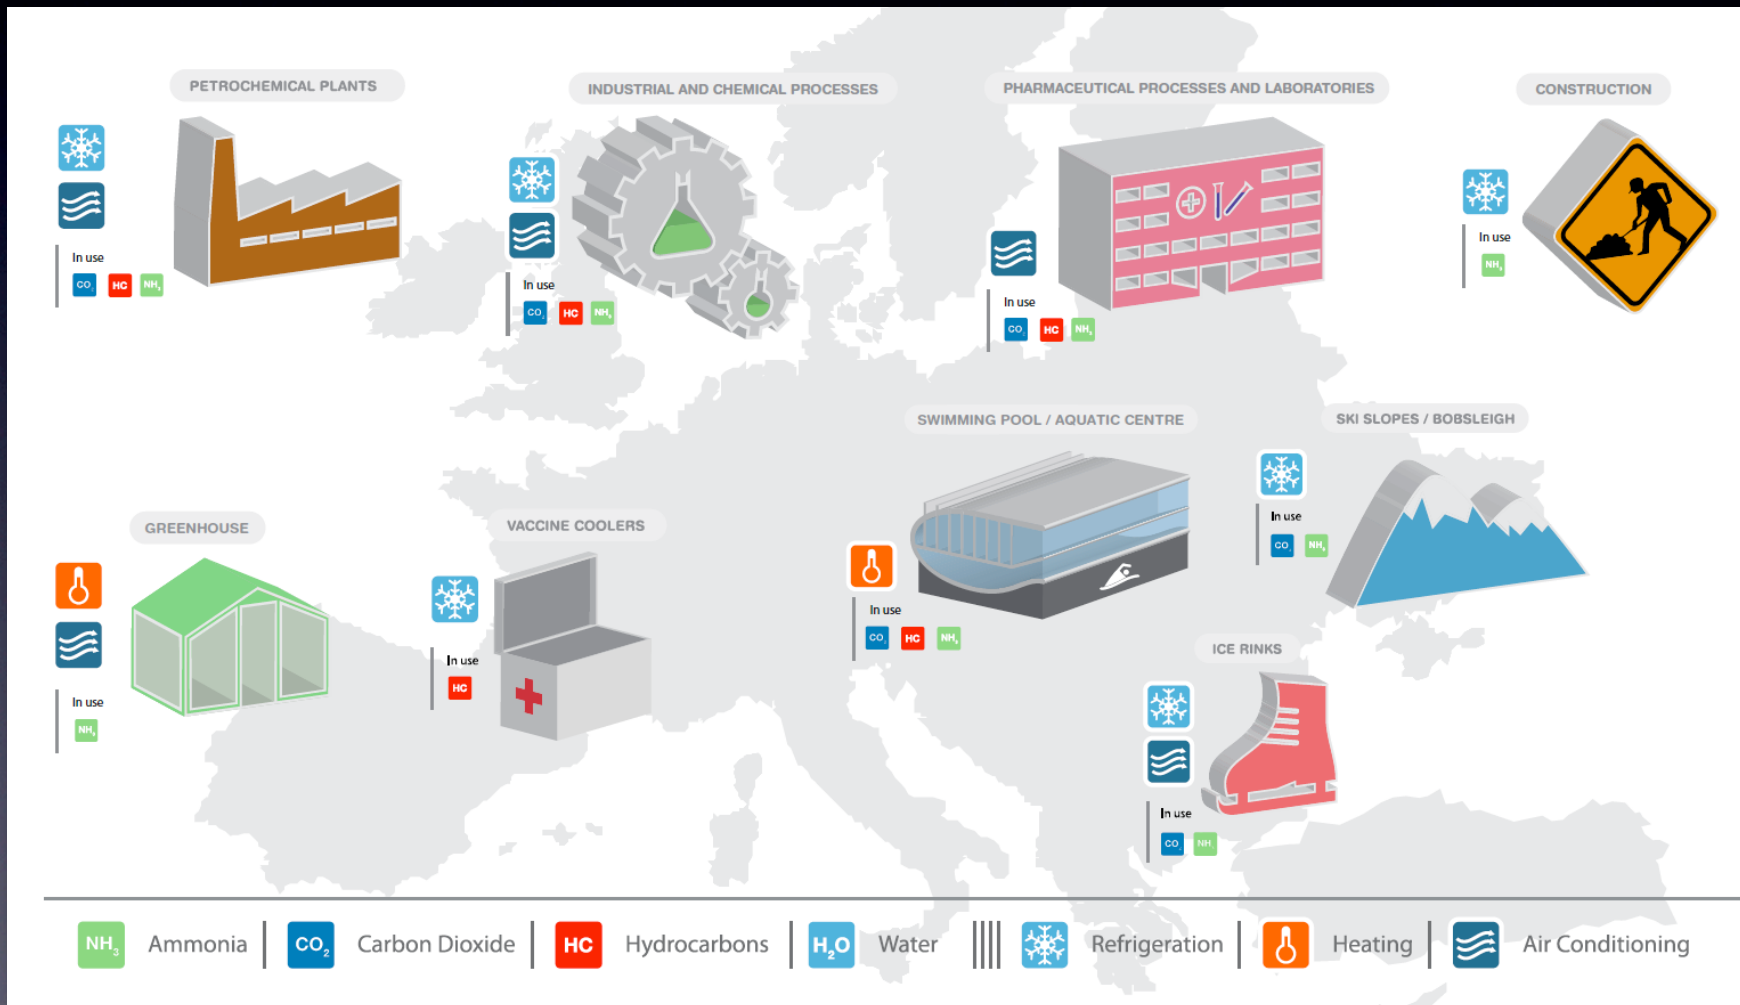 PETROCHEMICAL PLANTS
In use
CO₂ HC NH₃
INDUSTRIAL AND CHEMICAL PROCESSES
In use
CO₂ HC NH₃
PHARMACEUTICAL PROCESSES AND LABORATORIES
In use
CO₂ HC NH₃
CONSTRUCTION
In use
NH₃
GREENHOUSE
In use
NH₃
VACCINE COOLERS
In use
HC
SWIMMING POOL / AQUATIC CENTRE
In use
CO₂ HC NH₃
SKI SLOPES / BOBSLEIGH
In use
CO₂ NH₃
ICE RINKS
In use
CO₂ NH₃
NH₃ Ammonia CO₂ Carbon Dioxide HC Hydrocarbons H₂O Water Refrigeration Heating Air Conditioning